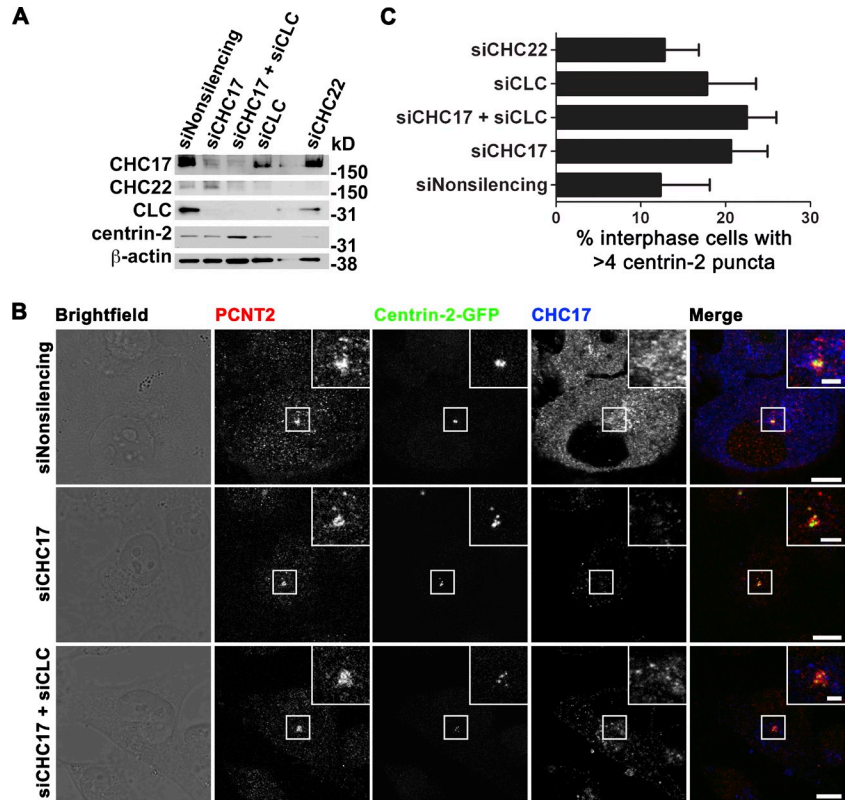 A
siNonsilencing
siCHC17
siCHC17 + siCLC
siCLC
siCHC22
kD
CHC17
-150
CHC22
-150
CLC
-31
centrin-2
-31
β-actin
-38
C
siCHC22
siCLC
siCHC17 + siCLC
siCHC17
siNonsilencing
0 10 20 30
% interphase cells with
>4 centrin-2 puncta
B
Brightfield PCNT2 Centrin-2-GFP CHC17 Merge
siNonsilencing
siCHC17
siCHC17 + siCLC